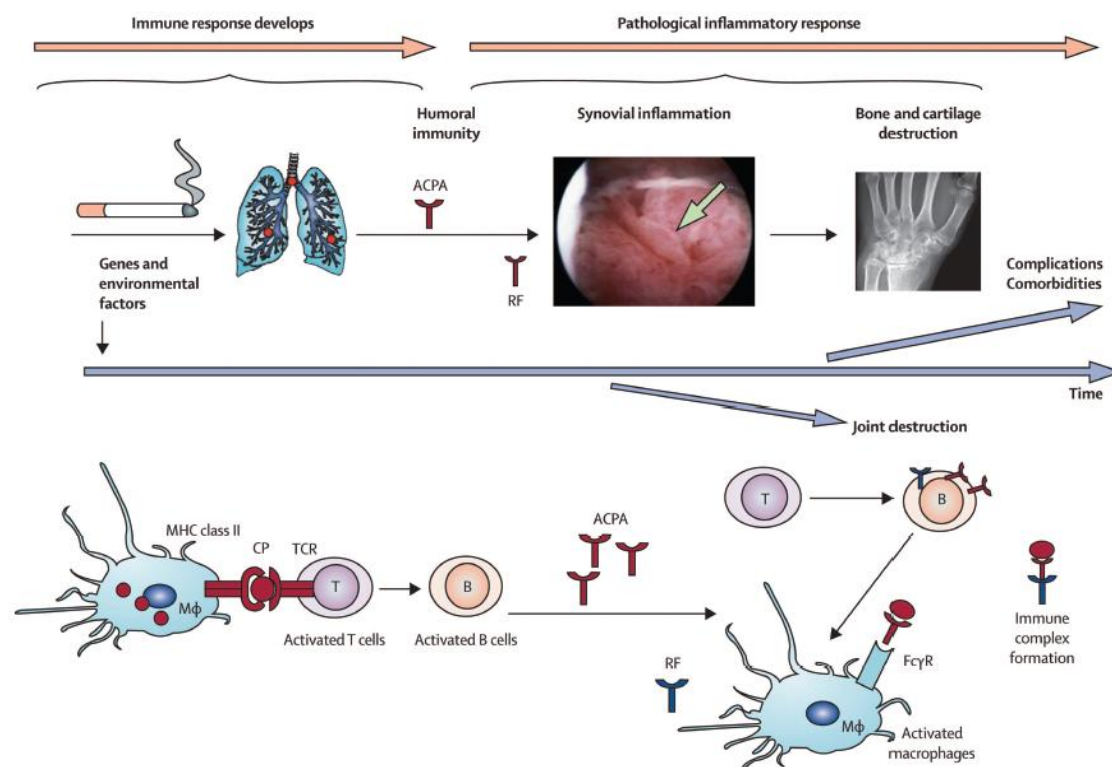 Immune response develops
Pathological inflammatory response
Humoral
immunity
Synovial inflammation
Bone and cartilage
destruction
ACPA
RF
Genes and
environmental
factors
Complications
Comorbidities
Time
Joint destruction
MHC class II
CP
TCR
Mϕ
T
B
Activated T cells
Activated B cells
ACPA
RF
T
B
FcγR
Mϕ
Activated
macrophages
Immune
complex
formation